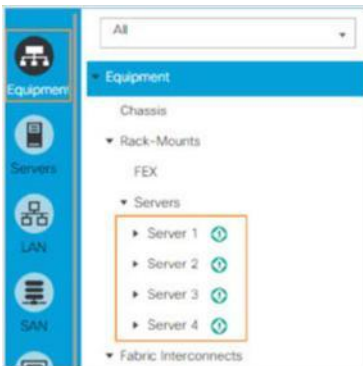 All
Equipment
Equipment
Chassis
Rack-Mounts
Servers
FEX
Servers
LAN
Server 1
Server 2
Server 3
SAN
Server 4
Fabric Interconnects